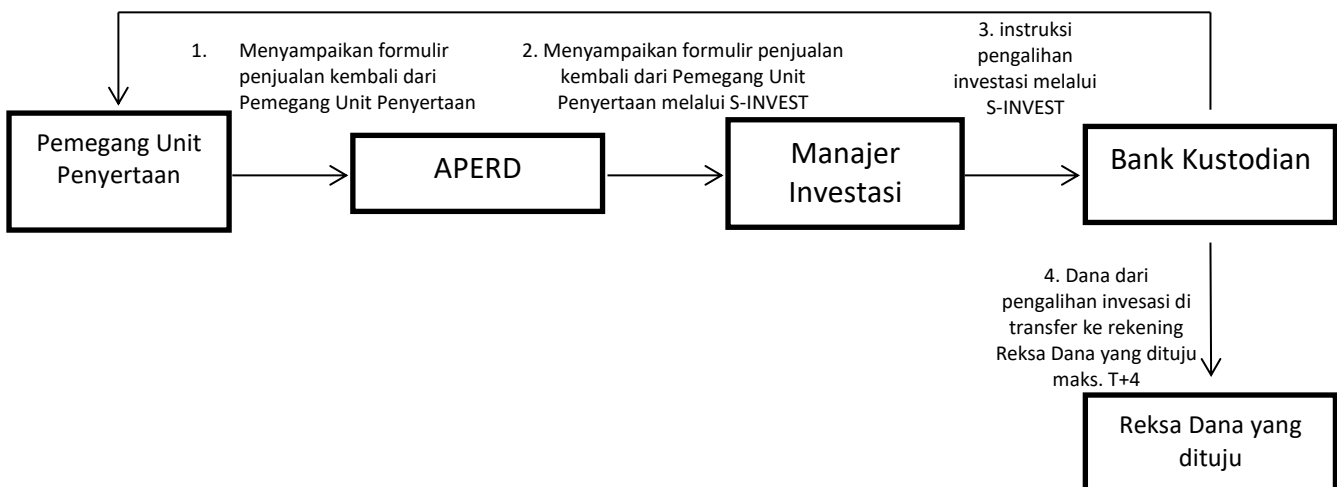 1. Menyampaikan formulir
penjualan kembali dari
Pemegang Unit Penyertaan
2. Menyampaikan formulir penjualan
kembali dari Pemegang Unit
Penyertaan melalui S-INVEST
3. instruksi
pengalihan
investasi melalui
S-INVEST
Pemegang Unit
Penyertaan
APERD
Manajer
Investasi
Bank Kustodian
4. Dana dari
pengalihan invesasi di
transfer ke rekening
Reksa Dana yang dituju
maks. T+4
Reksa Dana yang
dituju